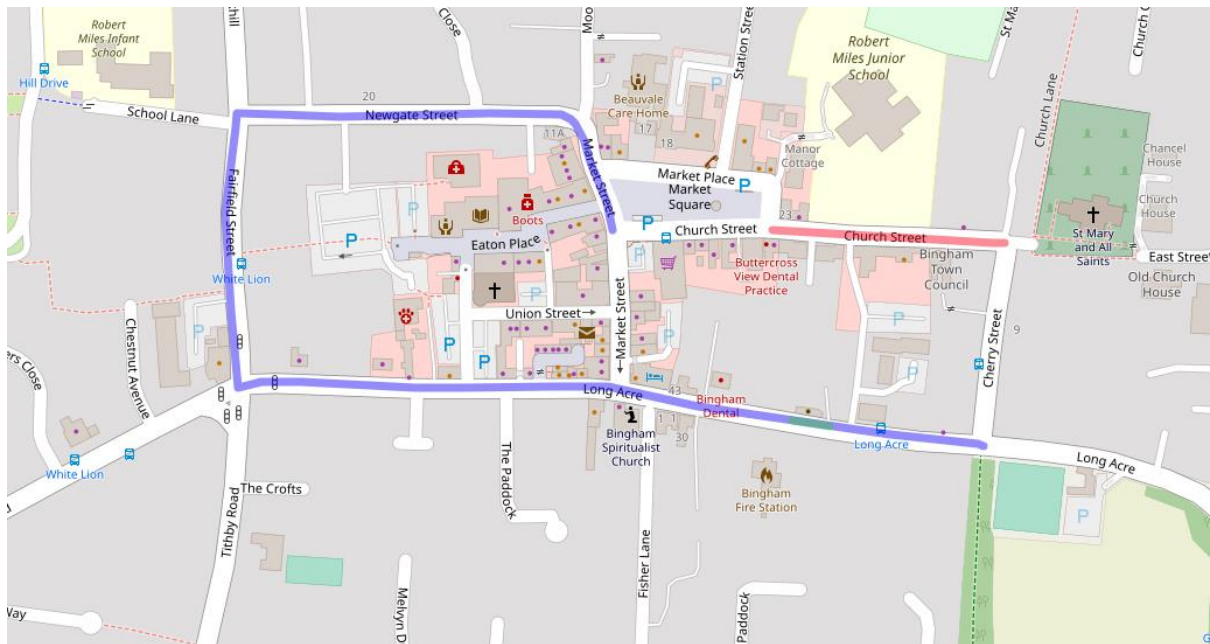 Robert
Miles Infant
School
Hill Drive
School Lane
Close
20
Newgate Street
Fairfield Street
White Lion
Chestnut Avenue
White Lion
The Crofts
Tithby Road
Way
Boots
Eaton Place
Union Street
11A
Market Street
Beauvale
Care Home
17
18
Station Street
Market Place
Market
Square
Manor
Cottage
23
Church Street
Church Street
Robert
Miles Junior
School
Church Lane
Chancel
House
Church
House
St Mary
and All
Saints
East Street
Old Church
House
Buttercross
View Dental
Practice
Bingham
Town
Council
9
Cherry Street
Market Street
Long Acre
43
Bingham
Dental
1
1
30
Long Acre
Long Acre
Bingham
Spiritualist
Church
Bingham
Fire Station
The Paddock
Fisher Lane
Melvyn D
Paddock
P
P
P
P
P
P
P
P
P
P
P
P